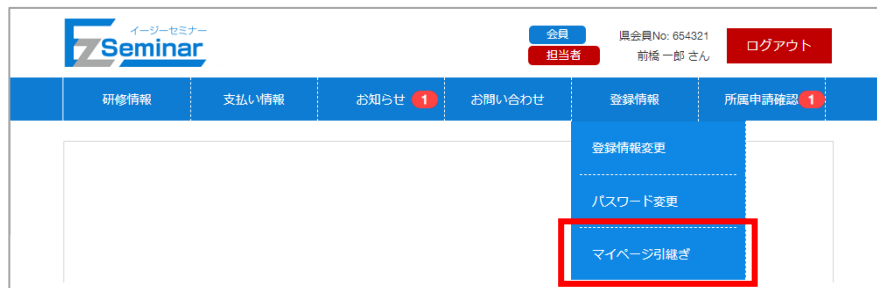 イージーセミナー
EzSeminar
会員
担当者
県会員No: 654321
前橋 一郎 さん
ログアウト
研修情報
支払い情報
お知らせ 1
お問い合わせ
登録情報
所属申請確認 1
登録情報変更
パスワード変更
マイページ引継ぎ